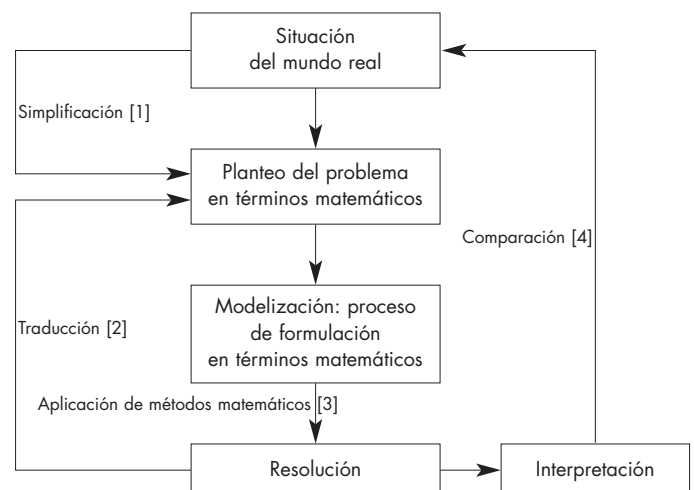 Situación
del mundo real
Simplificación [1]
Planteo del problema
en términos matemáticos
Comparación [4]
Modelización: proceso
de formulación
en términos matemáticos
Traducción [2]
Aplicación de métodos matemáticos [3]
Resolución
Interpretación